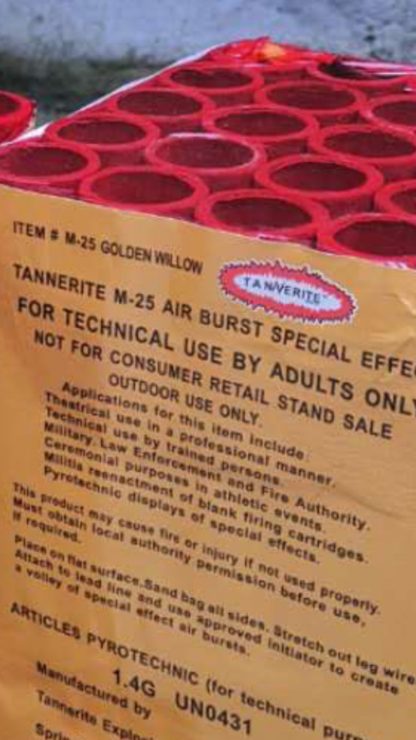 ITEM # M-25 GOLDEN WILLOW
TANNERITE
TANNERITE M-25 AIR BURST SPECIAL EFFE
FOR TECHNICAL USE BY ADULTS ONLY
NOT FOR CONSUMER RETAIL STAND SALE
OUTDOOR USE ONLY.
Applications for this item include:
Theatrical use in a professional manner.
Technical use by trained persons.
Military, Law Enforcement and Fire Authority.
Ceremonial purposes in athletic events.
Militia reenactment of blank firing cartridges.
Pyrotechnic displays of special effects.
This product may cause fire or injury if not used properly.
Must obtain local authority permission before use,
if required.
Place on flat surface.Sand bag all sides. Stretch out leg wire
Attach to lead line and use approved initiator to create
a volley of special effect air bursts.
ARTICLES PYROTECHNIC (for technical purp
1.4G UN0431
Manufactured by
Tannerite Explo
Spri